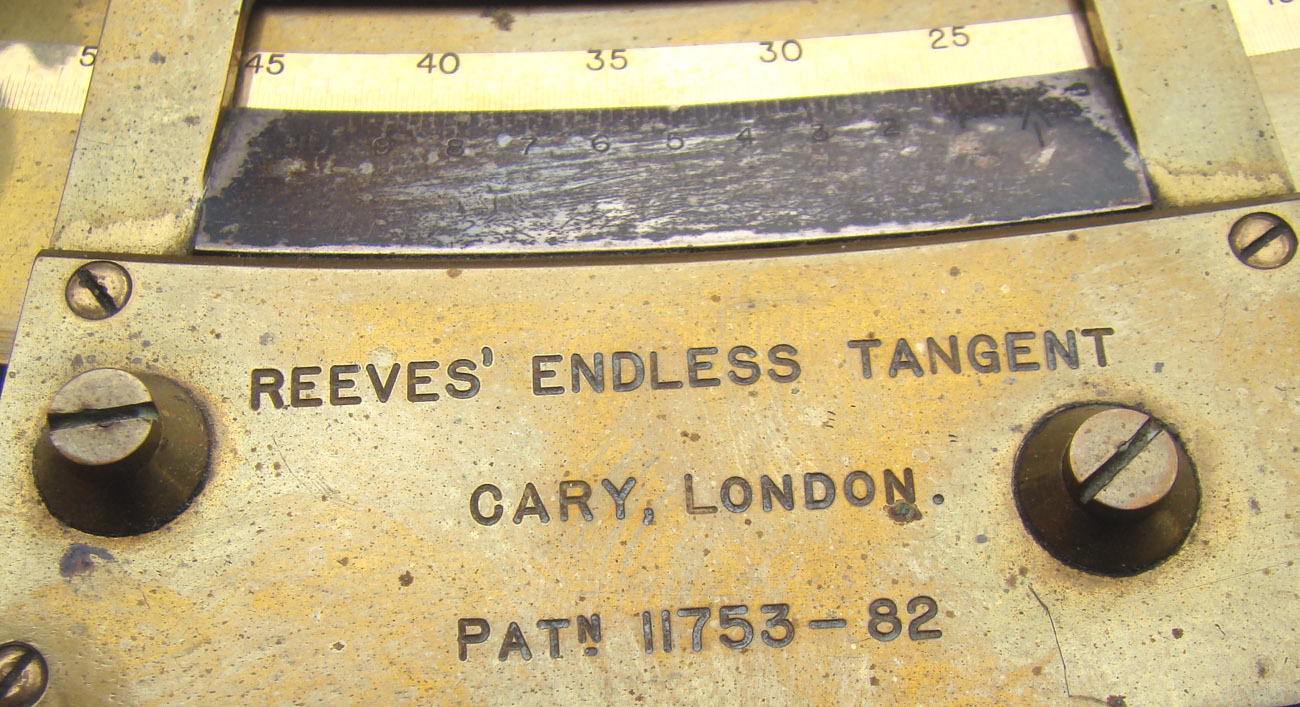 5 45 40 35 30 25
9 8 7 6 5 4 3 2
REEVES' ENDLESS TANGENT
CARY, LONDON.
PATN 11753-82